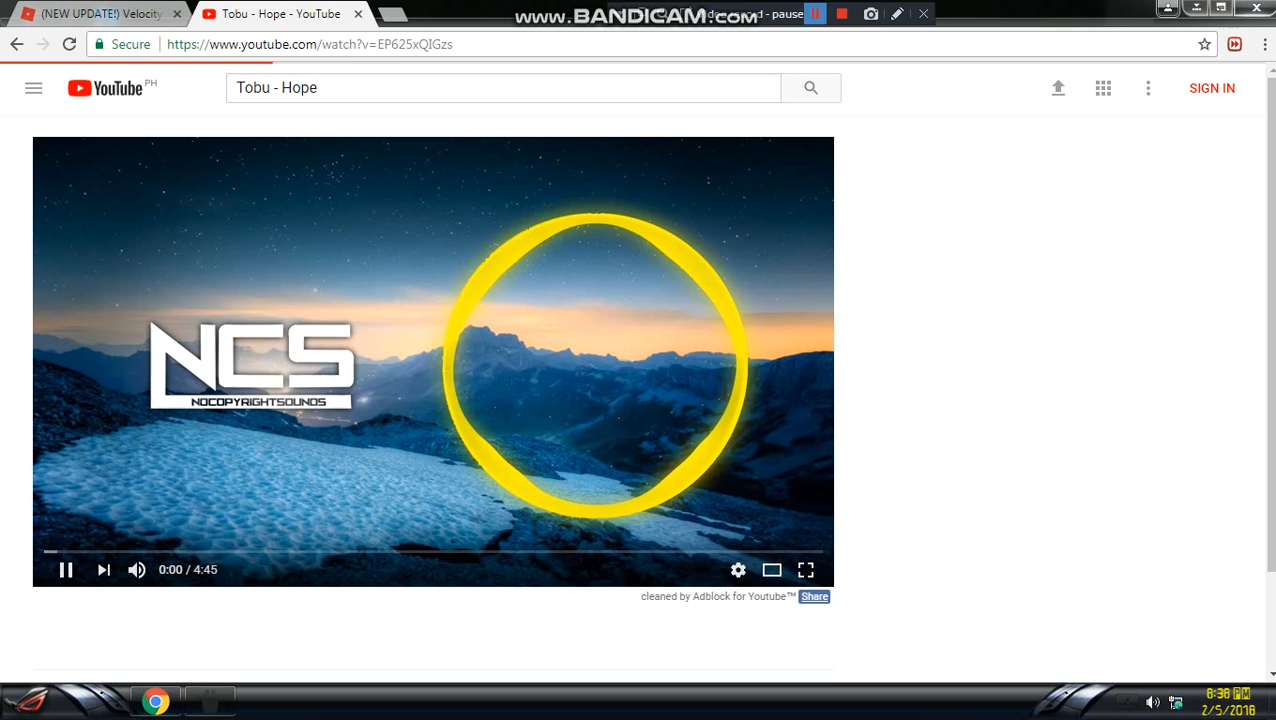 (NEW UPDATE!) Velocity
Tobu - Hope - YouTube
www.BANDICAM.com
- pause
Secure
https://www.youtube.com/watch?v=EP625xQIGzs
YouTube PH
Tobu - Hope
SIGN IN
NCS
NOCOPYRIGHTSOUNDS
0:00 / 4:45
cleaned by Adblock for Youtube™ Share
6:36 PM
2/5/2016